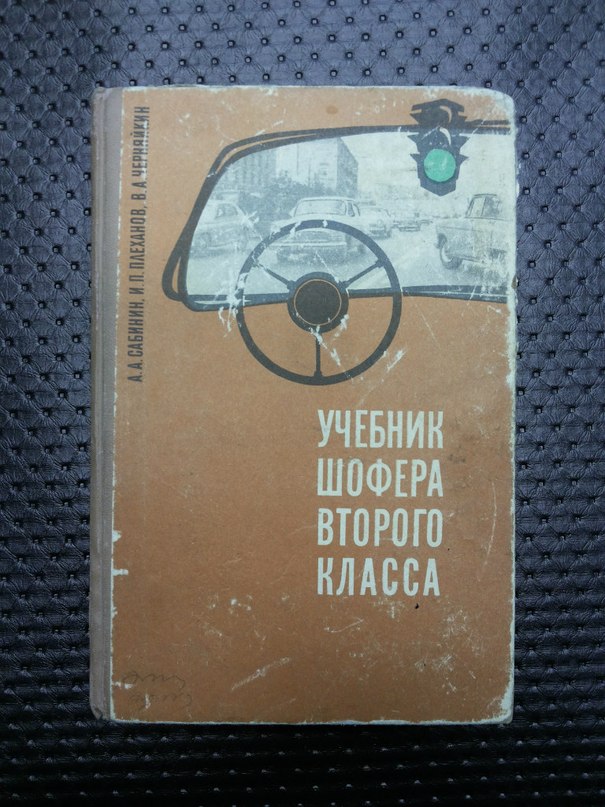 А. А. САБИНИН, И. Л. ПЛЕХАНОВ, В. А. ЧЕРНЯЙКИН
УЧЕБНИК
ШОФЕРА
ВТОРОГО
КЛАССА